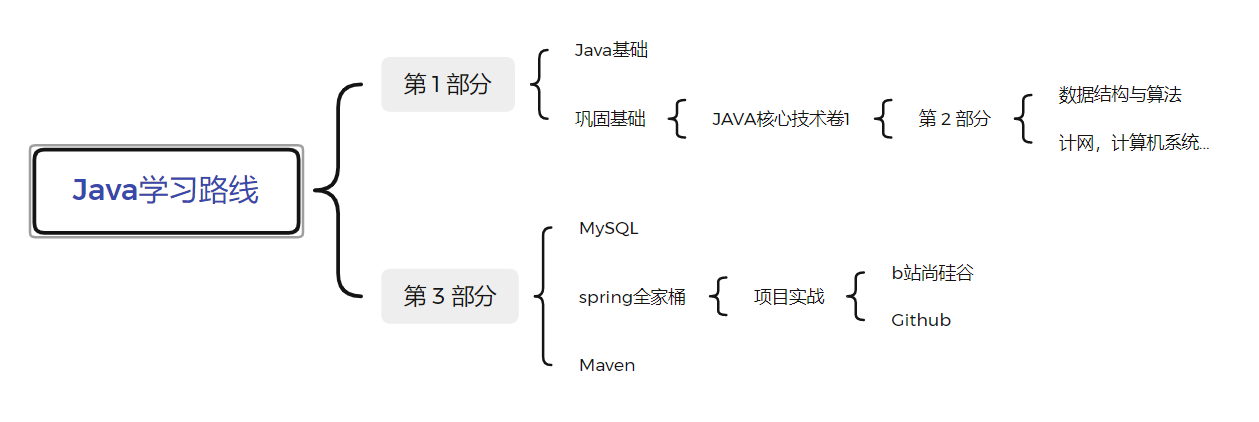 Java学习路线
第 1 部分
Java基础
巩固基础
JAVA核心技术卷1
第 2 部分
数据结构与算法
计网，计算机系统...
第 3 部分
MySQL
spring全家桶
项目实战
b站尚硅谷
Github
Maven